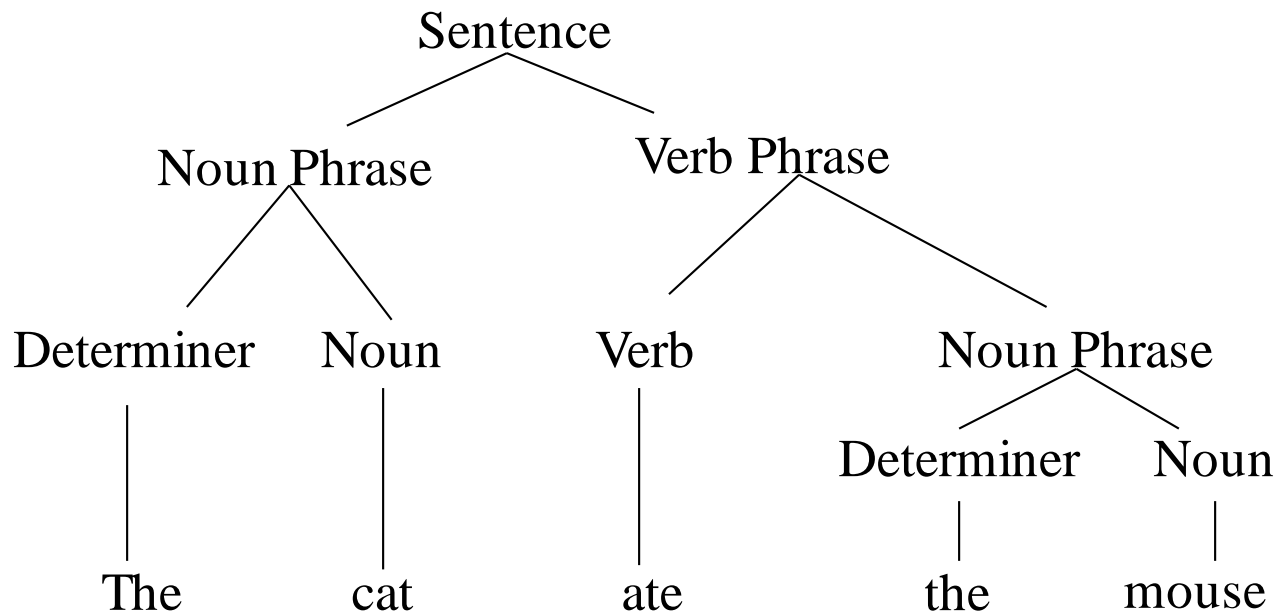 Sentence
Noun Phrase Verb Phrase
Determiner Noun Verb Noun Phrase
Determiner Noun
The cat ate the mouse